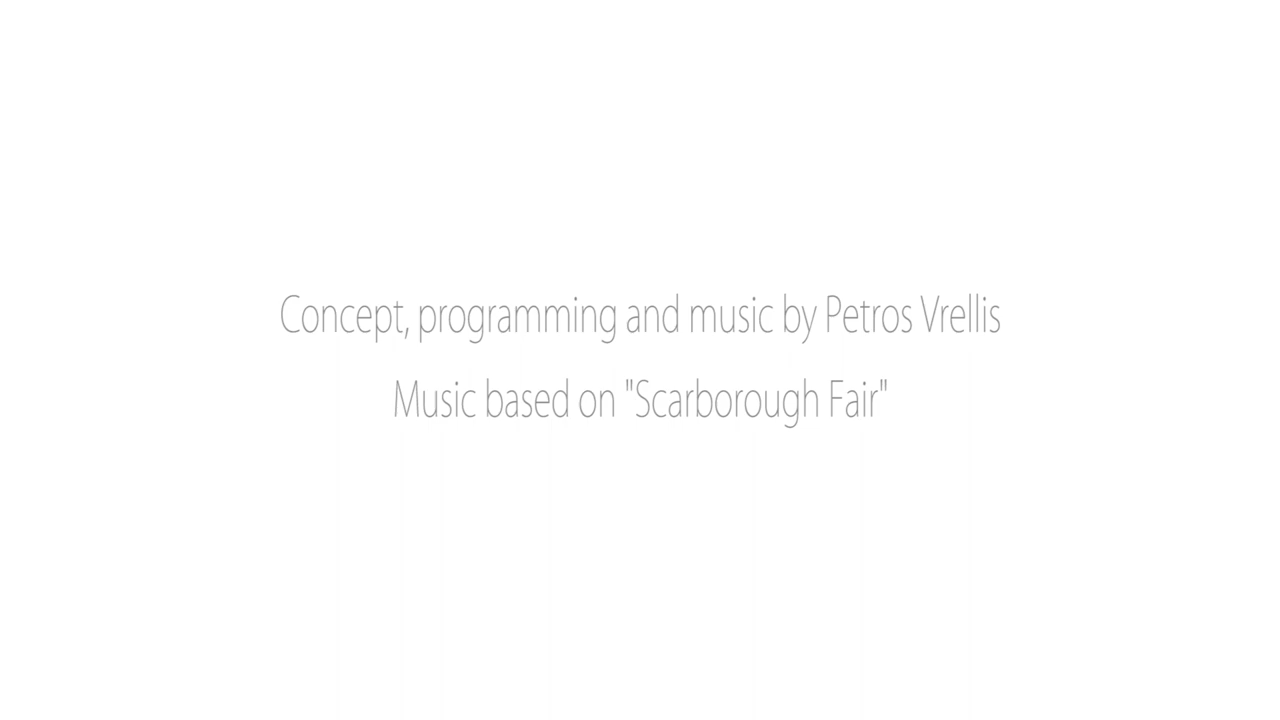 Concept, programming and music by Petros Vrellis
Music based on "Scarborough Fair"